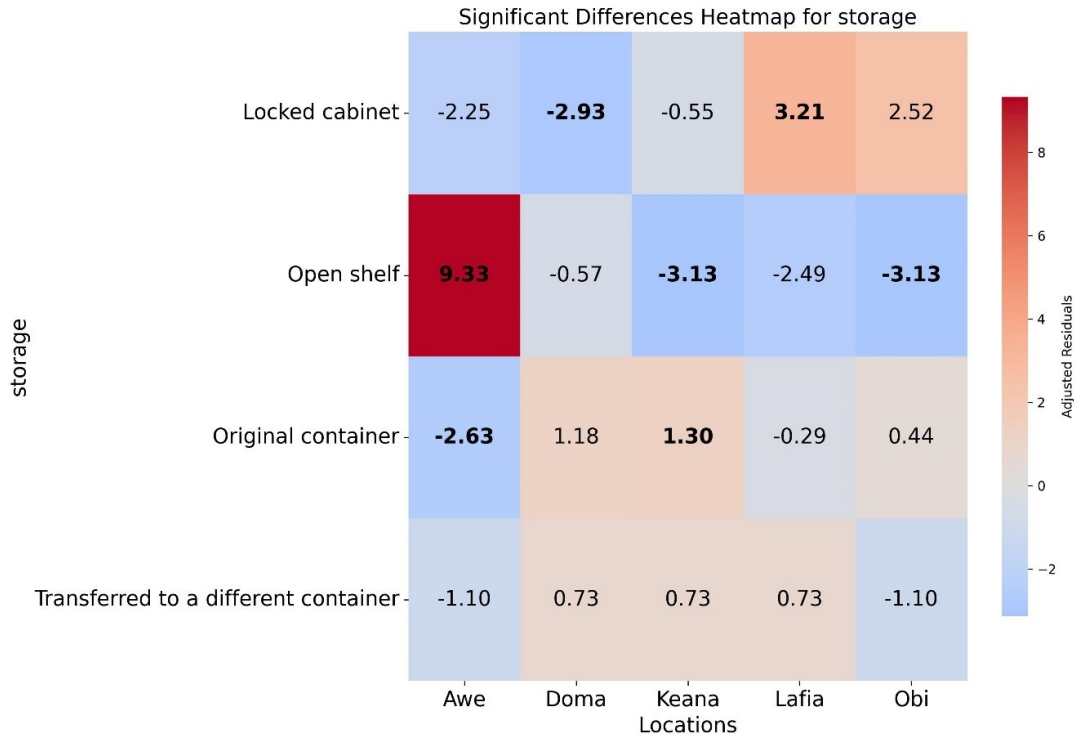 Significant Differences Heatmap for storage
storage
Locked cabinet
-2.25 -2.93 -0.55 3.21 2.52
Open shelf
9.33 -0.57 -3.13 -2.49 -3.13
Original container
-2.63 1.18 1.30 -0.29 0.44
Transferred to a different container
-1.10 0.73 0.73 0.73 -1.10
Awe Doma Keana Lafia Obi
Locations
8
6
4
2
0
−2
Adjusted Residuals